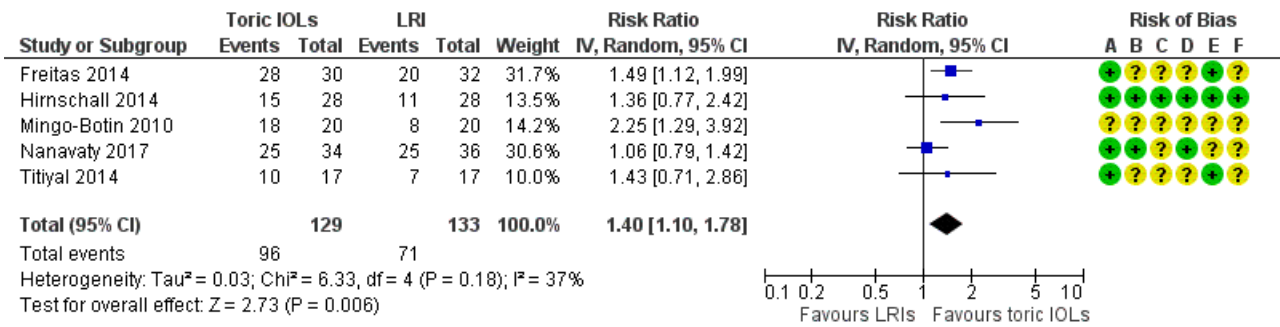 Toric IOLs LRI Risk Ratio Risk Ratio Risk of Bias
Study or Subgroup Events Total Events Total Weight IV, Random, 95% CI IV, Random, 95% CI A B C D E F
Freitas 2014 28 30 20 32 31.7% 1.49 [1.12, 1.99] + ? ? ? + ?
Hirnschall 2014 15 28 11 28 13.5% 1.36 [0.77, 2.42] + + + + + +
Mingo-Botin 2010 18 20 8 20 14.2% 2.25 [1.29, 3.92] ? ? ? ? ? ?
Nanavaty 2017 25 34 25 36 30.6% 1.06 [0.79, 1.42] + + ? + ? ?
Titiyal 2014 10 17 7 17 10.0% 1.43 [0.71, 2.86] + ? ? ? + ?
Total (95% CI) 129 133 100.0% 1.40 [1.10, 1.78]
Total events 96 71
Heterogeneity: Tau² = 0.03; Chi² = 6.33, df = 4 (P = 0.18); I² = 37%
Test for overall effect: Z = 2.73 (P = 0.006)
0.1 0.2 0.5 1 2 5 10
Favours LRIs Favours toric IOLs